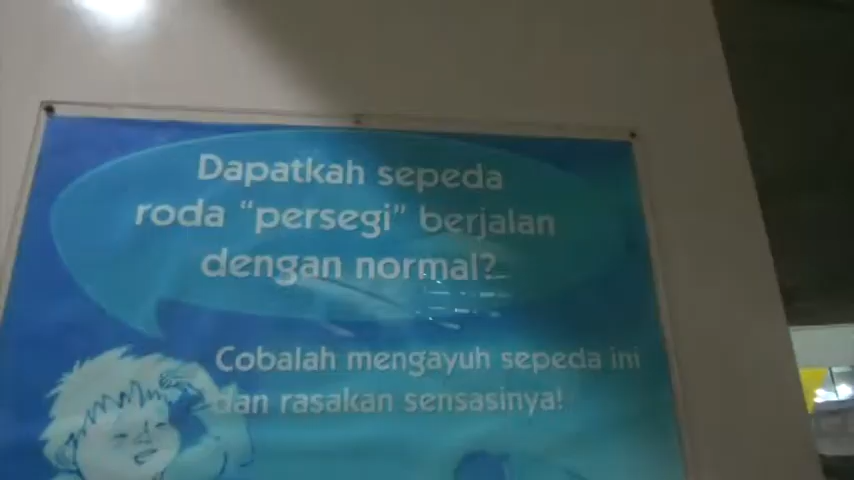 Dapatkah sepeda
roda "persegi" berjalan
dengan normal?
Cobalah mengayuh sepeda ini
dan rasakan sensasinya!